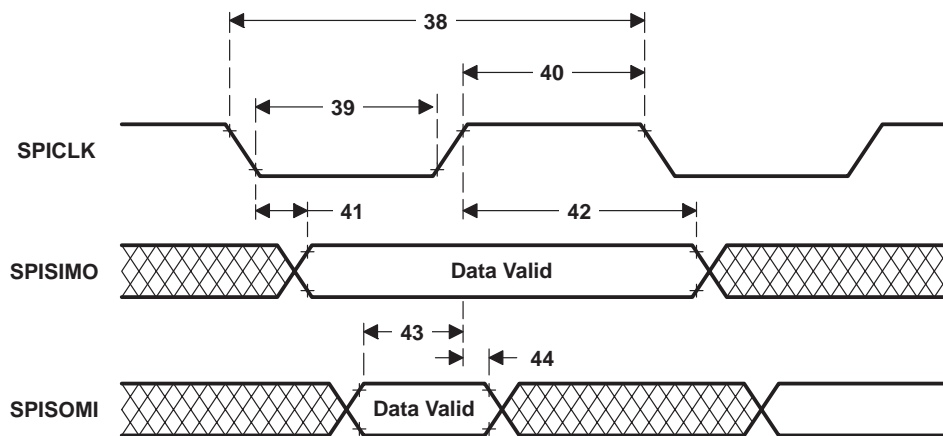 38
40
39
SPICLK
41
42
SPISIMO
Data Valid
43
44
SPISOMI
Data Valid